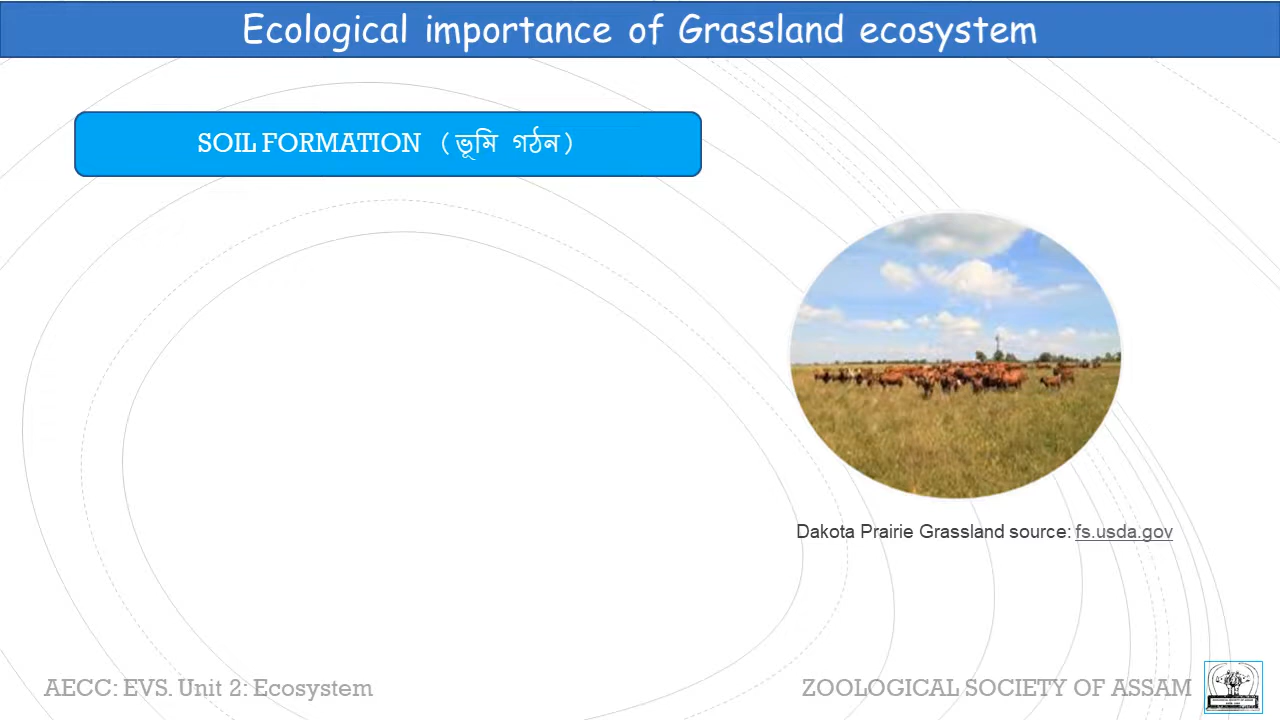 Ecological importance of Grassland ecosystem
SOIL FORMATION (ভূমি গঠন)
Dakota Prairie Grassland source: fs.usda.gov
AECC: EVS. Unit 2: Ecosystem
ZOOLOGICAL SOCIETY OF ASSAM